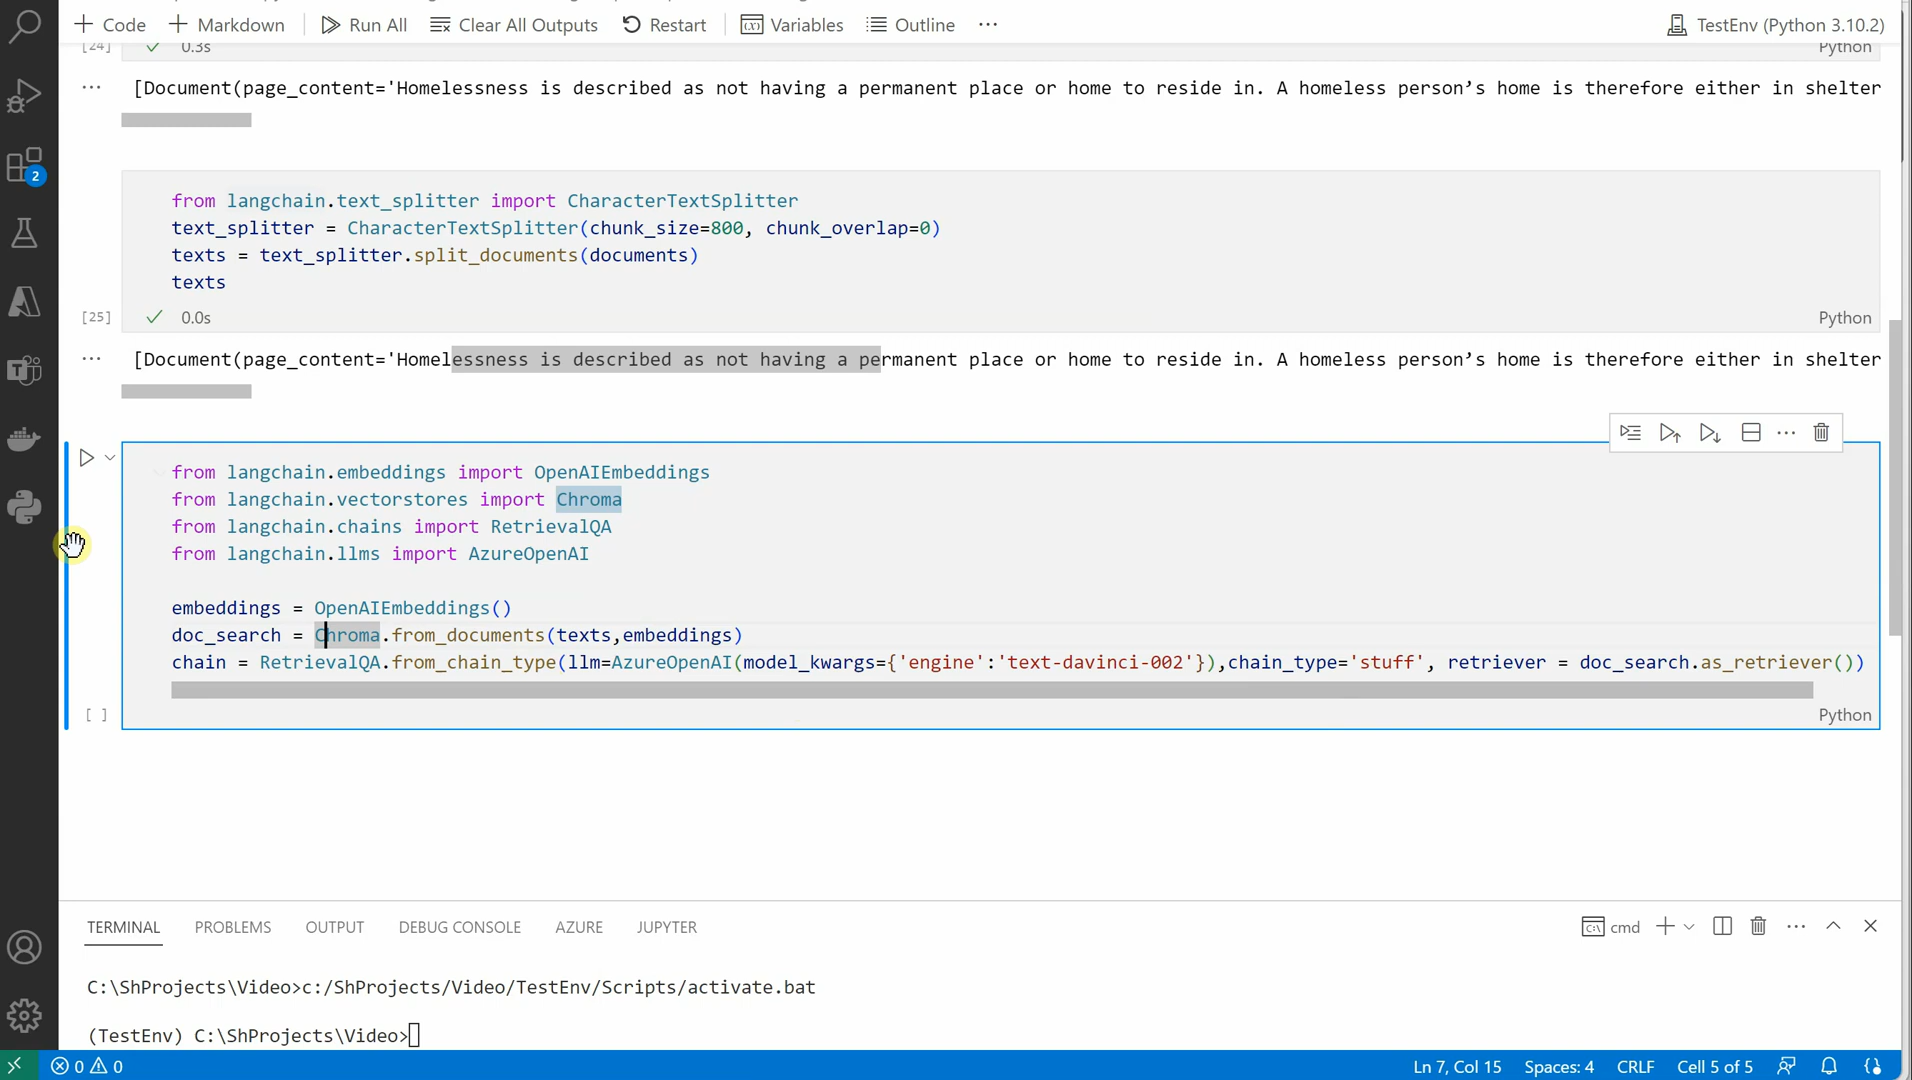 Code
Markdown
Run All
Clear All Outputs
Restart
Variables
Outline
...
TestEnv (Python 3.10.2)
[24]
0.3s
Python
...
[Document(page_content='Homelessness is described as not having a permanent place or home to reside in. A homeless person’s home is therefore either in shelter
2
from langchain.text_splitter import CharacterTextSplitter
text_splitter = CharacterTextSplitter(chunk_size=800, chunk_overlap=0)
texts = text_splitter.split_documents(documents)
texts
[25]
0.0s
Python
...
[Document(page_content='Homelessness is described as not having a permanent place or home to reside in. A homeless person’s home is therefore either in shelter
from langchain.embeddings import OpenAIEmbeddings
from langchain.vectorstores import Chroma
from langchain.chains import RetrievalQA
from langchain.llms import AzureOpenAI
embeddings = OpenAIEmbeddings()
doc_search = Chroma.from_documents(texts,embeddings)
chain = RetrievalQA.from_chain_type(llm=AzureOpenAI(model_kwargs={'engine':'text-davinci-002'}),chain_type='stuff', retriever = doc_search.as_retriever())
[ ]
Python
TERMINAL
PROBLEMS
OUTPUT
DEBUG CONSOLE
AZURE
JUPYTER
cmd
C:\ShProjects\Video>c:/ShProjects/Video/TestEnv/Scripts/activate.bat
(TestEnv) C:\ShProjects\Video>
0
0
Ln 7, Col 15
Spaces: 4
CRLF
Cell 5 of 5